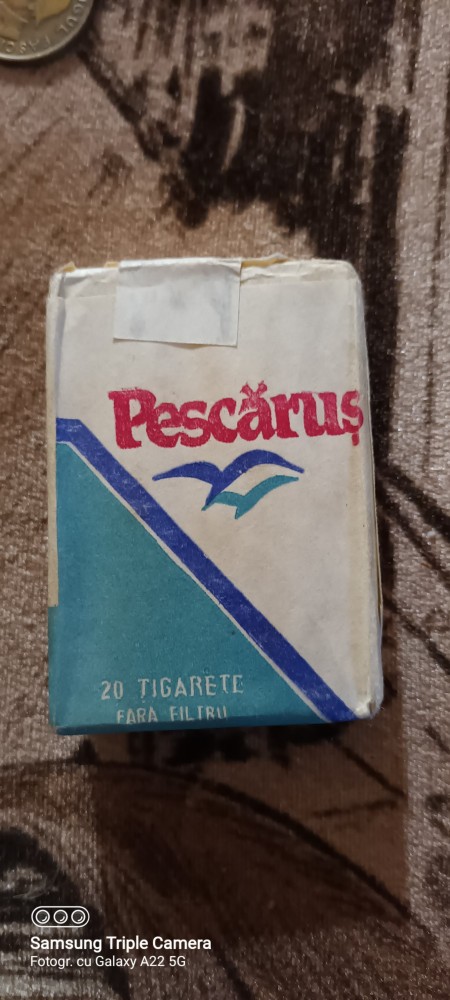 Pescăruș
20 TIGARETE
FARA FILTRU
Samsung Triple Camera
Fotogr. cu Galaxy A22 5G